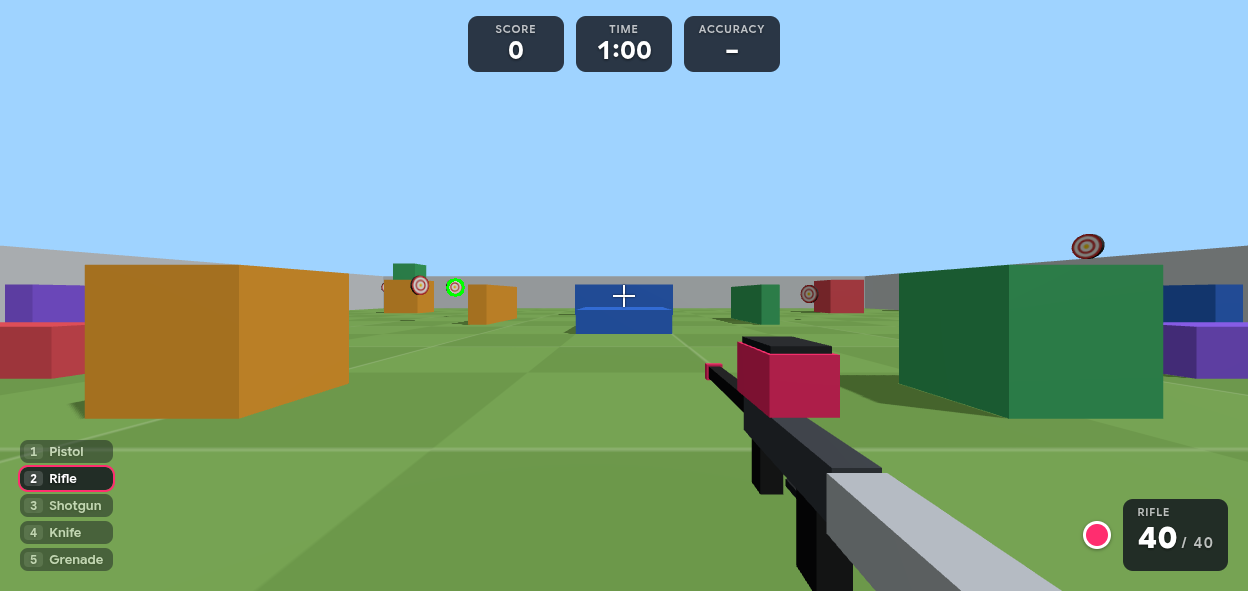 SCORE
0
TIME
1:00
ACCURACY
–
1 Pistol
2 Rifle
3 Shotgun
4 Knife
5 Grenade
RIFLE
40 / 40